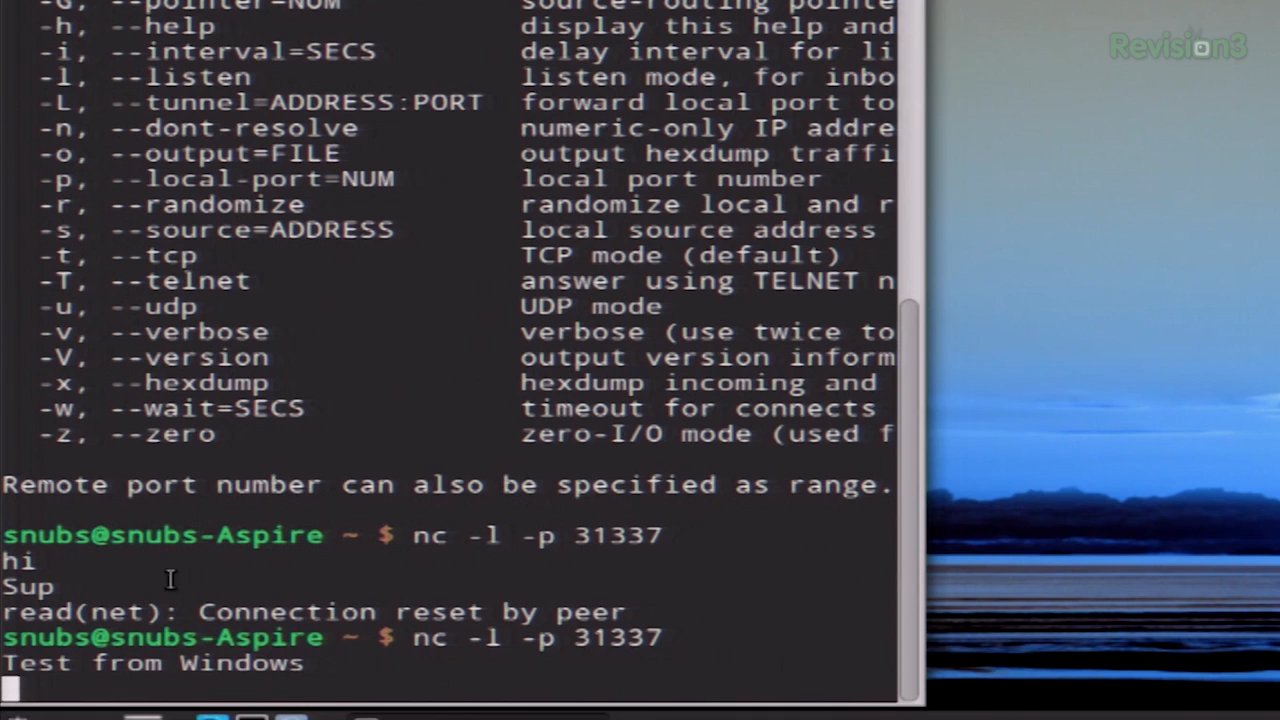 -G, --pointer=NUM source-routing pointe
-h, --help display this help and
-i, --interval=SECS delay interval for li
-l, --listen listen mode, for inbo
-L, --tunnel=ADDRESS:PORT forward local port to
-n, --dont-resolve numeric-only IP addre
-o, --output=FILE output hexdump traffi
-p, --local-port=NUM local port number
-r, --randomize randomize local and r
-s, --source=ADDRESS local source address
-t, --tcp TCP mode (default)
-T, --telnet answer using TELNET n
-u, --udp UDP mode
-v, --verbose verbose (use twice to
-V, --version output version inform
-x, --hexdump hexdump incoming and
-w, --wait=SECS timeout for connects
-z, --zero zero-I/O mode (used f
Remote port number can also be specified as range.
snubs@snubs-Aspire ~ $ nc -l -p 31337
hi
Sup
read(net): Connection reset by peer
snubs@snubs-Aspire ~ $ nc -l -p 31337
Test from Windows
Revision3